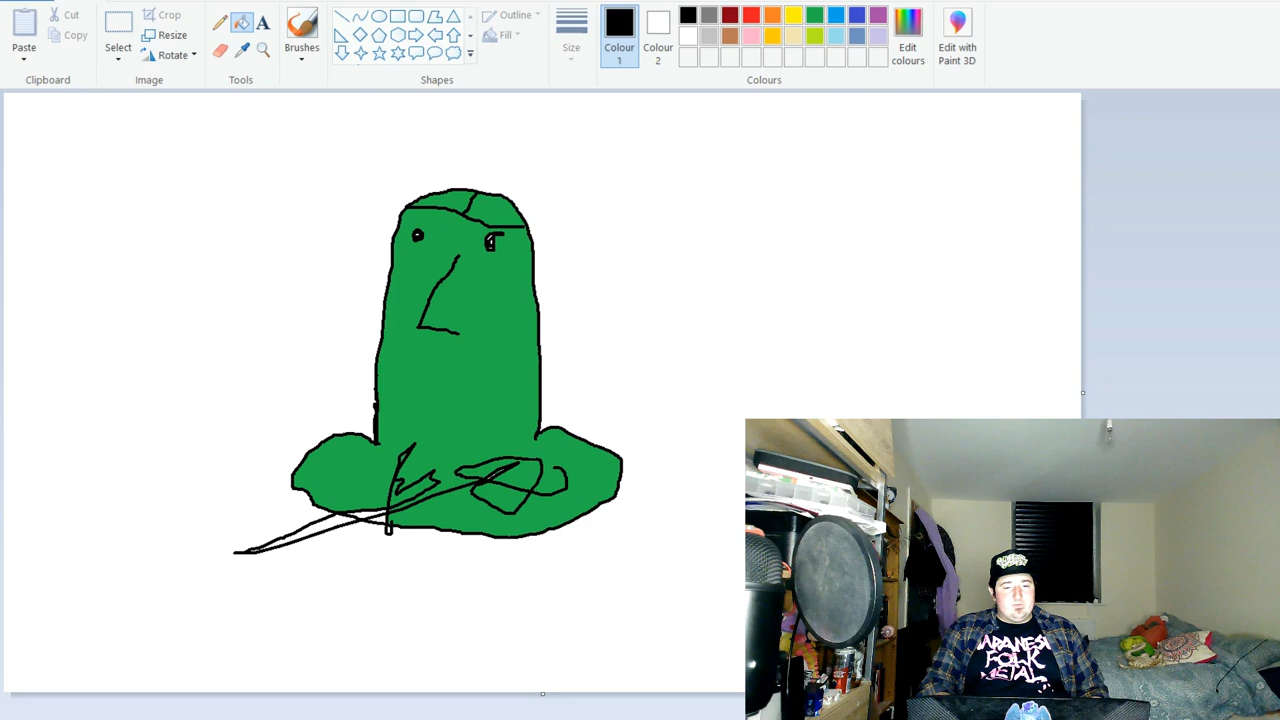 Cut
Crop
Copy
Paste
Resize
Rotate
Select
Brushes
Outline
Fill
Size
Colour
1
Colour
2
Edit
colours
Edit with
Paint 3D
Clipboard
Image
Tools
Shapes
Colours
A
JAPANESE
FOLK
METAL